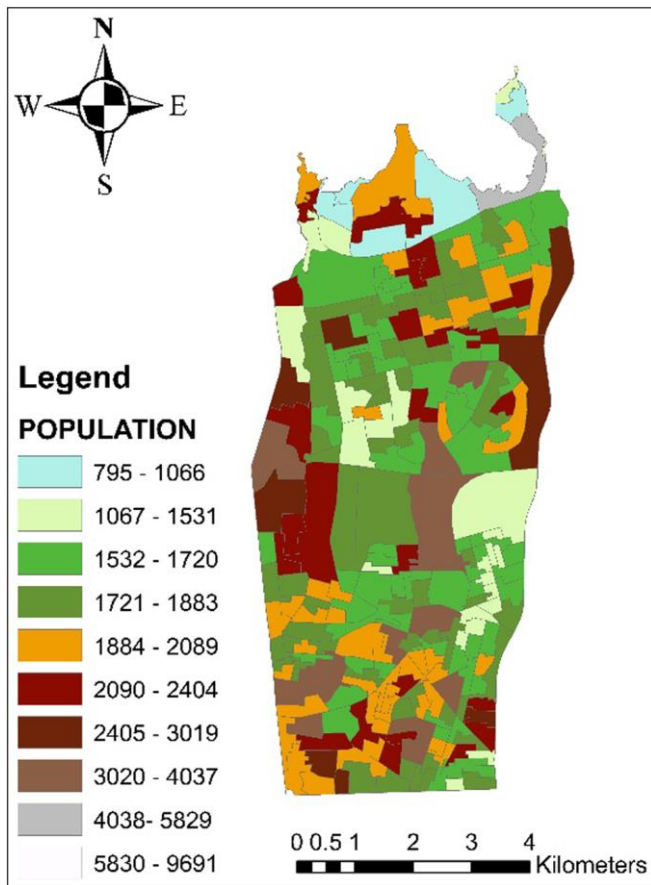 N
W E
S
Legend
POPULATION
795 - 1066
1067 - 1531
1532 - 1720
1721 - 1883
1884 - 2089
2090 - 2404
2405 - 3019
3020 - 4037
4038- 5829
5830 - 9691
0 0.5 1 2 3 4
Kilometers